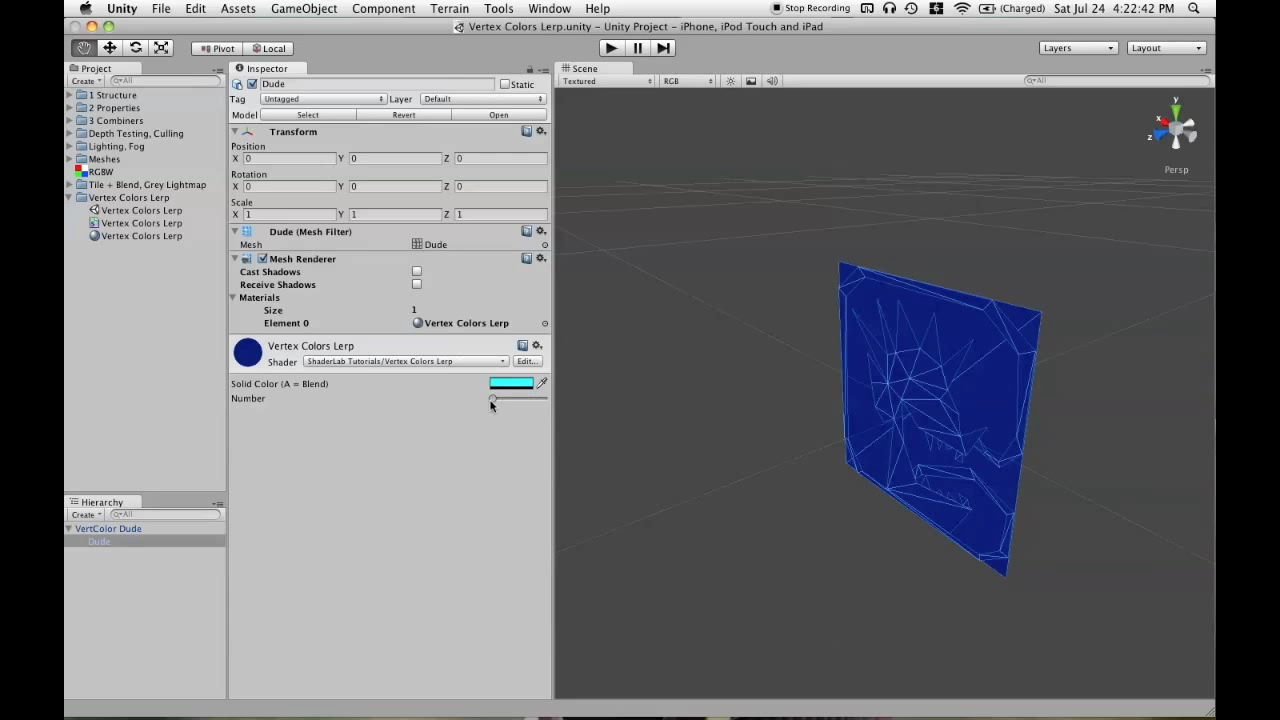 Unity File Edit Assets GameObject Component Terrain Tools Window Help Stop Recording (Charged) Sat Jul 24 4:22:42 PM
Vertex Colors Lerp.unity – Unity Project – iPhone, iPod Touch and iPad
Pivot Local Layers Layout
Project
Create All
1 Structure
2 Properties
3 Combiners
Depth Testing, Culling
Lighting, Fog
Meshes
RGBW
Tile + Blend, Grey Lightmap
Vertex Colors Lerp
Vertex Colors Lerp
Vertex Colors Lerp
Vertex Colors Lerp
Hierarchy
Create All
VertColor Dude
Dude
Inspector
Dude Static
Tag Untagged Layer Default
Model Select Revert Open
Transform
Position
X 0 Y 0 Z 0
Rotation
X 0 Y 0 Z 0
Scale
X 1 Y 1 Z 1
Dude (Mesh Filter)
Mesh Dude
Mesh Renderer
Cast Shadows
Receive Shadows
Materials
Size 1
Element 0 Vertex Colors Lerp
Vertex Colors Lerp
Shader ShaderLab Tutorials/Vertex Colors Lerp Edit...
Solid Color (A = Blend)
Number
Scene
Textured RGB All
y
x
z
Persp